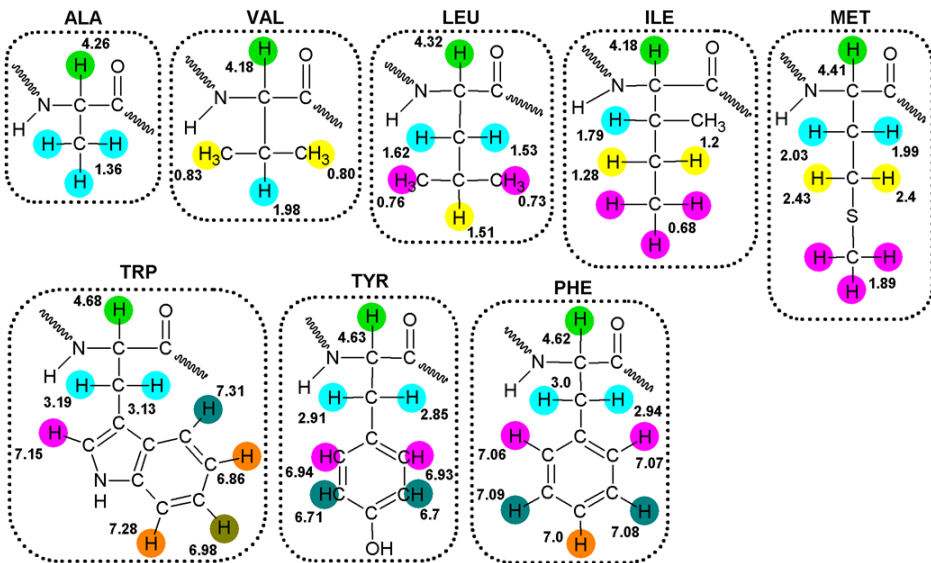 ALA VAL LEU ILE MET
4.26 4.18 4.32 4.18 4.41
H H H H H
O O O O O
N C C N C C N C C N C C N C C
H H H H H
H C H H C H H C CH₃ H C H
1.36 1.62 1.53 1.79 1.2 2.03 1.99
H H₃C CH₃ H₃C CH₃ H C H H C H
0.83 0.80 0.76 0.73 1.28 2.43 2.4
H H H C H S
1.98 1.51 0.68 H C H
H 1.89
H
TRP TYR PHE
4.68 4.63 4.62
H H H
O O O
N C C N C C N C C
H H H
H C H H C H H C H
3.19 3.13 7.31 2.91 2.85 3.0 2.94
H H HC CH H H
7.15 6.86 H 6.94 6.93 7.06 7.07
N HC CH H H
H 6.71 6.7 7.09 7.08
7.28 H H 6.98 OH 7.0 H